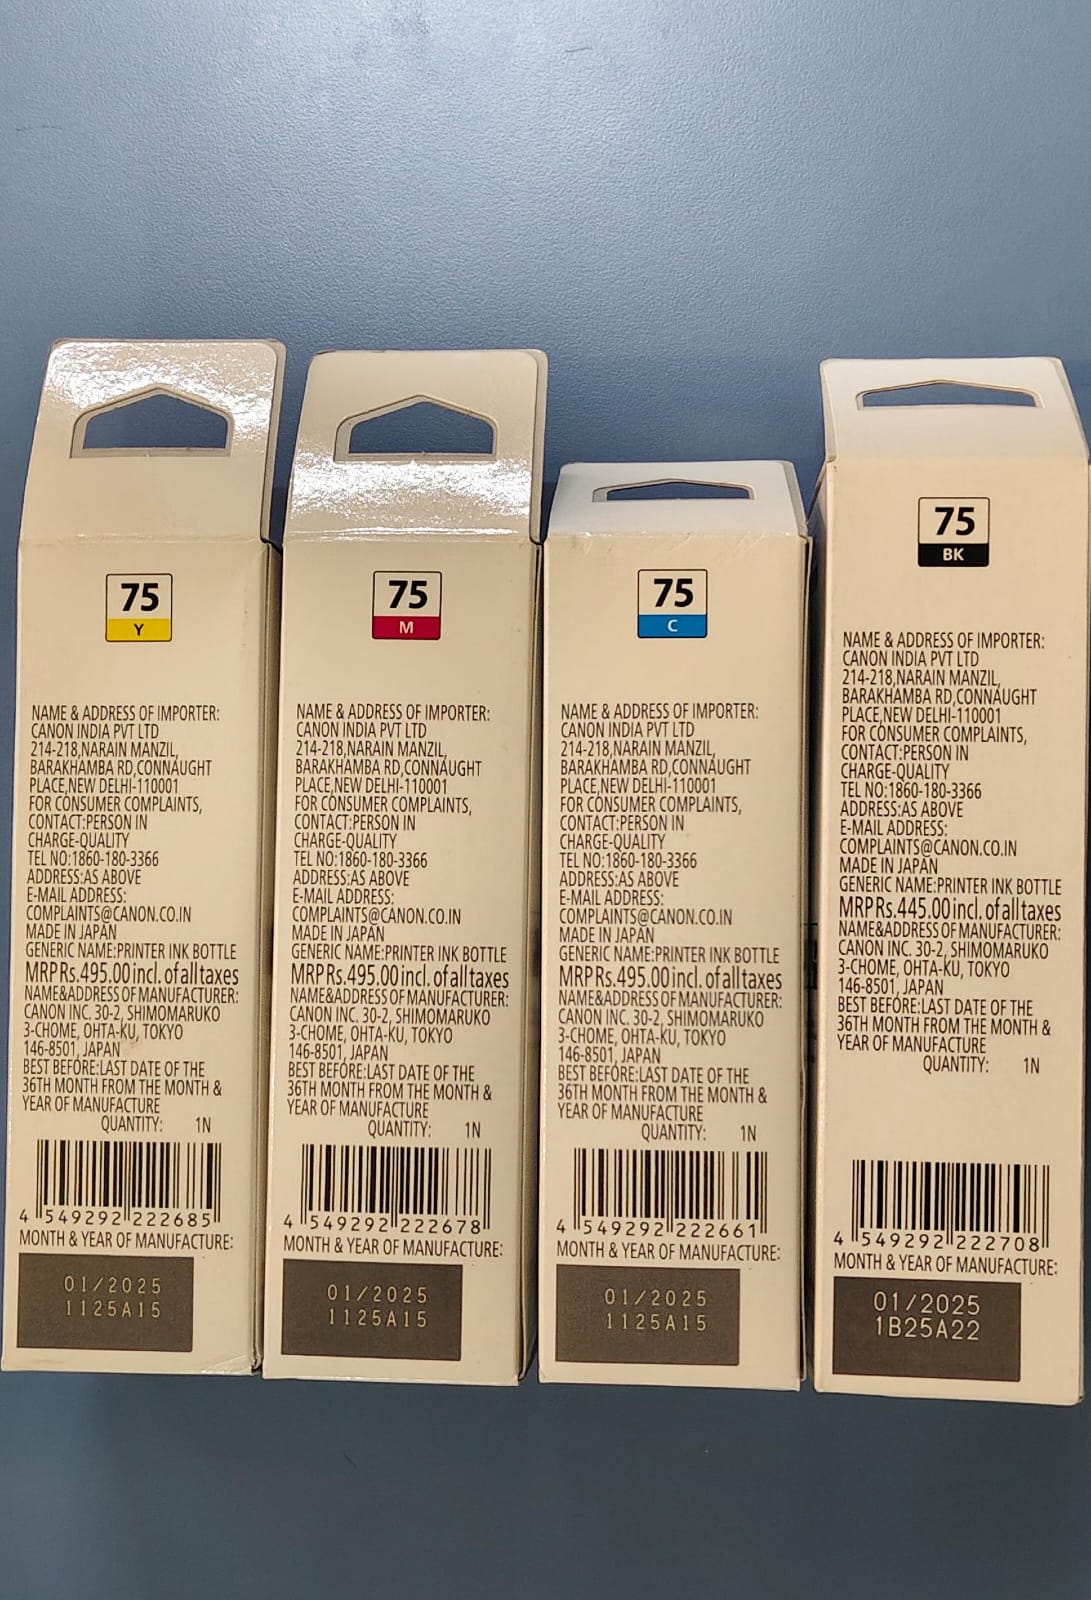 75
Y
NAME & ADDRESS OF IMPORTER:
CANON INDIA PVT LTD
214-218,NARAIN MANZIL,
BARAKHAMBA RD,CONNAUGHT
PLACE,NEW DELHI-110001
FOR CONSUMER COMPLAINTS,
CONTACT:PERSON IN
CHARGE-QUALITY
TEL NO:1860-180-3366
ADDRESS:AS ABOVE
E-MAIL ADDRESS:
COMPLAINTS@CANON.CO.IN
MADE IN JAPAN
GENERIC NAME:PRINTER INK BOTTLE
MRPRs.495.00incl. of all taxes
NAME&ADDRESS OF MANUFACTURER:
CANON INC. 30-2, SHIMOMARUKO
3-CHOME, OHTA-KU, TOKYO
146-8501, JAPAN
BEST BEFORE:LAST DATE OF THE
36TH MONTH FROM THE MONTH &
YEAR OF MANUFACTURE
QUANTITY: 1N
4 549292 222685
MONTH & YEAR OF MANUFACTURE:
01/2025
1125A15
75
M
NAME & ADDRESS OF IMPORTER:
CANON INDIA PVT LTD
214-218,NARAIN MANZIL,
BARAKHAMBA RD,CONNAUGHT
PLACE,NEW DELHI-110001
FOR CONSUMER COMPLAINTS,
CONTACT:PERSON IN
CHARGE-QUALITY
TEL NO:1860-180-3366
ADDRESS:AS ABOVE
E-MAIL ADDRESS:
COMPLAINTS@CANON.CO.IN
MADE IN JAPAN
GENERIC NAME:PRINTER INK BOTTLE
MRPRs.495.00incl. of all taxes
NAME&ADDRESS OF MANUFACTURER:
CANON INC. 30-2, SHIMOMARUKO
3-CHOME, OHTA-KU, TOKYO
146-8501, JAPAN
BEST BEFORE:LAST DATE OF THE
36TH MONTH FROM THE MONTH &
YEAR OF MANUFACTURE
QUANTITY: 1N
4 549292 222678
MONTH & YEAR OF MANUFACTURE:
01/2025
1125A15
75
C
NAME & ADDRESS OF IMPORTER:
CANON INDIA PVT LTD
214-218,NARAIN MANZIL,
BARAKHAMBA RD,CONNAUGHT
PLACE,NEW DELHI-110001
FOR CONSUMER COMPLAINTS,
CONTACT:PERSON IN
CHARGE-QUALITY
TEL NO:1860-180-3366
ADDRESS:AS ABOVE
E-MAIL ADDRESS:
COMPLAINTS@CANON.CO.IN
MADE IN JAPAN
GENERIC NAME:PRINTER INK BOTTLE
MRPRs.495.00incl. of all taxes
NAME&ADDRESS OF MANUFACTURER:
CANON INC. 30-2, SHIMOMARUKO
3-CHOME, OHTA-KU, TOKYO
146-8501, JAPAN
BEST BEFORE:LAST DATE OF THE
36TH MONTH FROM THE MONTH &
YEAR OF MANUFACTURE
QUANTITY: 1N
4 549292 222661
MONTH & YEAR OF MANUFACTURE:
01/2025
1125A15
75
BK
NAME & ADDRESS OF IMPORTER:
CANON INDIA PVT LTD
214-218,NARAIN MANZIL,
BARAKHAMBA RD,CONNAUGHT
PLACE,NEW DELHI-110001
FOR CONSUMER COMPLAINTS,
CONTACT:PERSON IN
CHARGE-QUALITY
TEL NO:1860-180-3366
ADDRESS:AS ABOVE
E-MAIL ADDRESS:
COMPLAINTS@CANON.CO.IN
MADE IN JAPAN
GENERIC NAME:PRINTER INK BOTTLE
MRPRs.445.00incl. of all taxes
NAME&ADDRESS OF MANUFACTURER:
CANON INC. 30-2, SHIMOMARUKO
3-CHOME, OHTA-KU, TOKYO
146-8501, JAPAN
BEST BEFORE:LAST DATE OF THE
36TH MONTH FROM THE MONTH &
YEAR OF MANUFACTURE
QUANTITY: 1N
4 549292 222708
MONTH & YEAR OF MANUFACTURE:
01/2025
1B25A22